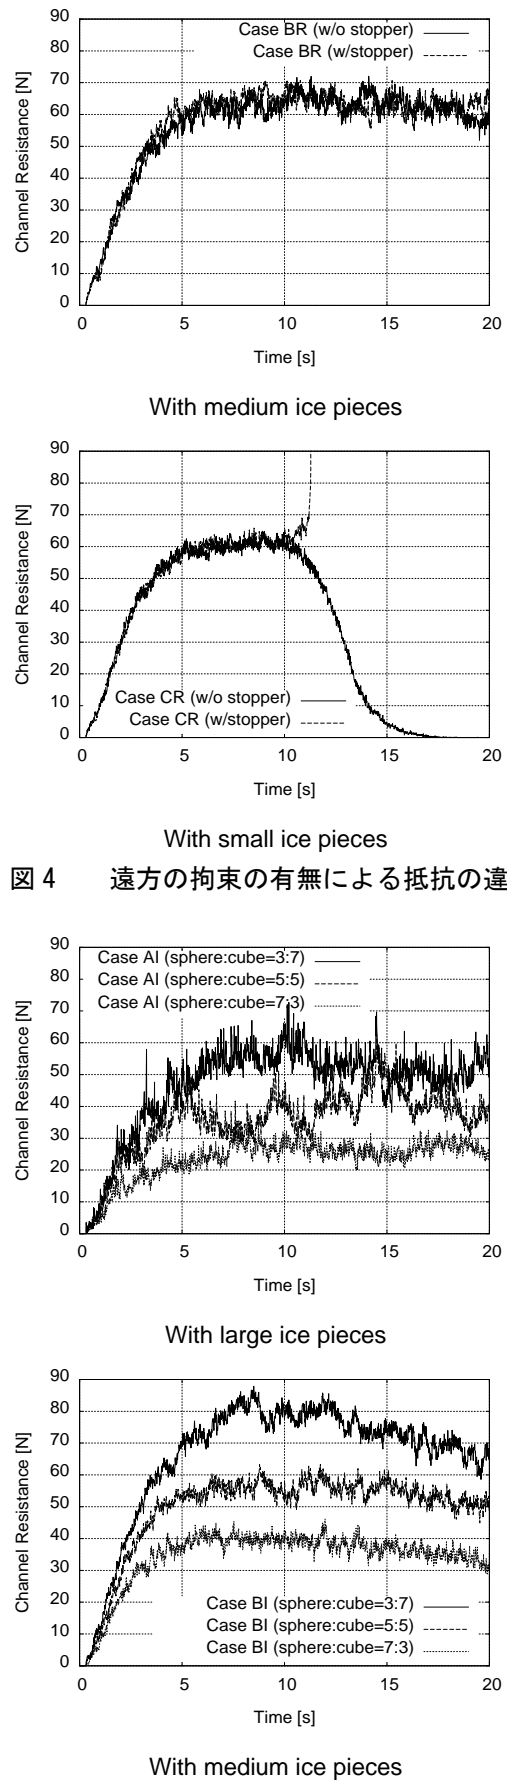 Case BR (w/o stopper)
Case BR (w/stopper)
Channel Resistance [N]
90
80
70
60
50
40
30
20
10
0
0 5 10 15 20
Time [s]
With medium ice pieces
Channel Resistance [N]
90
80
70
60
50
40
30
20
10
0
Case CR (w/o stopper)
Case CR (w/stopper)
0 5 10 15 20
Time [s]
With small ice pieces
図 4 遠方の拘束の有無による抵抗の違
Case AI (sphere:cube=3:7)
Case AI (sphere:cube=5:5)
Case AI (sphere:cube=7:3)
Channel Resistance [N]
90
80
70
60
50
40
30
20
10
0
0 5 10 15 20
Time [s]
With large ice pieces
Channel Resistance [N]
90
80
70
60
50
40
30
20
10
0
Case BI (sphere:cube=3:7)
Case BI (sphere:cube=5:5)
Case BI (sphere:cube=7:3)
0 5 10 15 20
Time [s]
With medium ice pieces